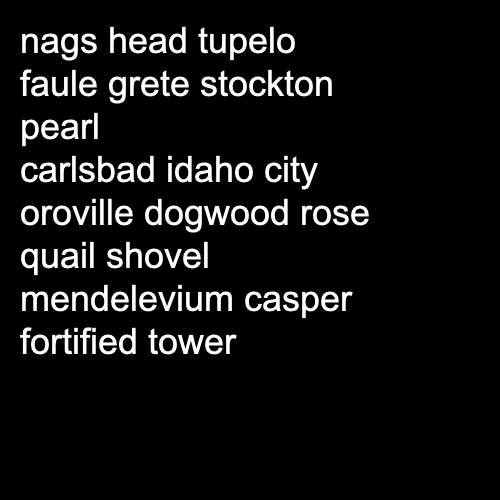 nags head tupelo
faule grete stockton
pearl
carlsbad idaho city
oroville dogwood rose
quail shovel
mendelevium casper
fortified tower